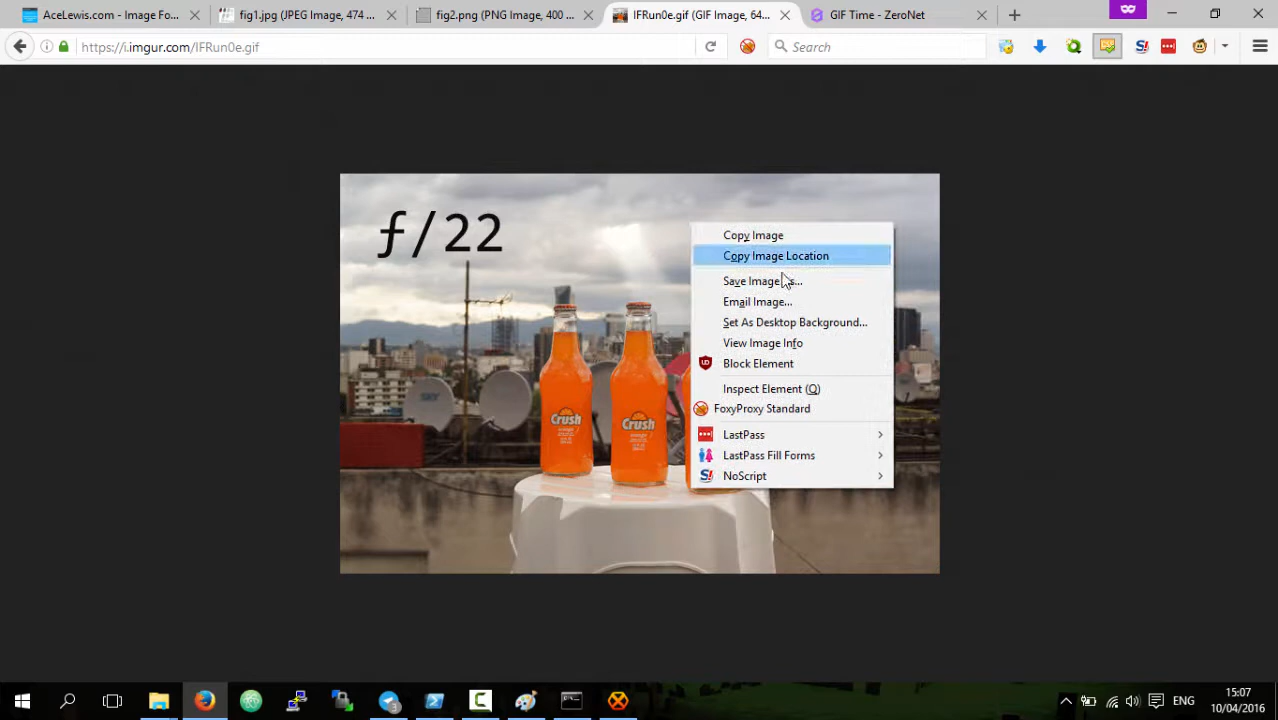 AceLewis.com - Image Fo...
fig1.jpg (JPEG Image, 474 ...
fig2.png (PNG Image, 400 ...
IFRun0e.gif (GIF Image, 64...
GIF Time - ZeroNet
https://i.imgur.com/IFRun0e.gif
Search
ƒ/22
Copy Image
Copy Image Location
Save Image
Email Image...
Set As Desktop Background...
View Image Info
Block Element
Inspect Element (Q)
FoxyProxy Standard
LastPass
LastPass Fill Forms
NoScript
SKY
Crush
Crush
ENG
15:07
10/04/2016